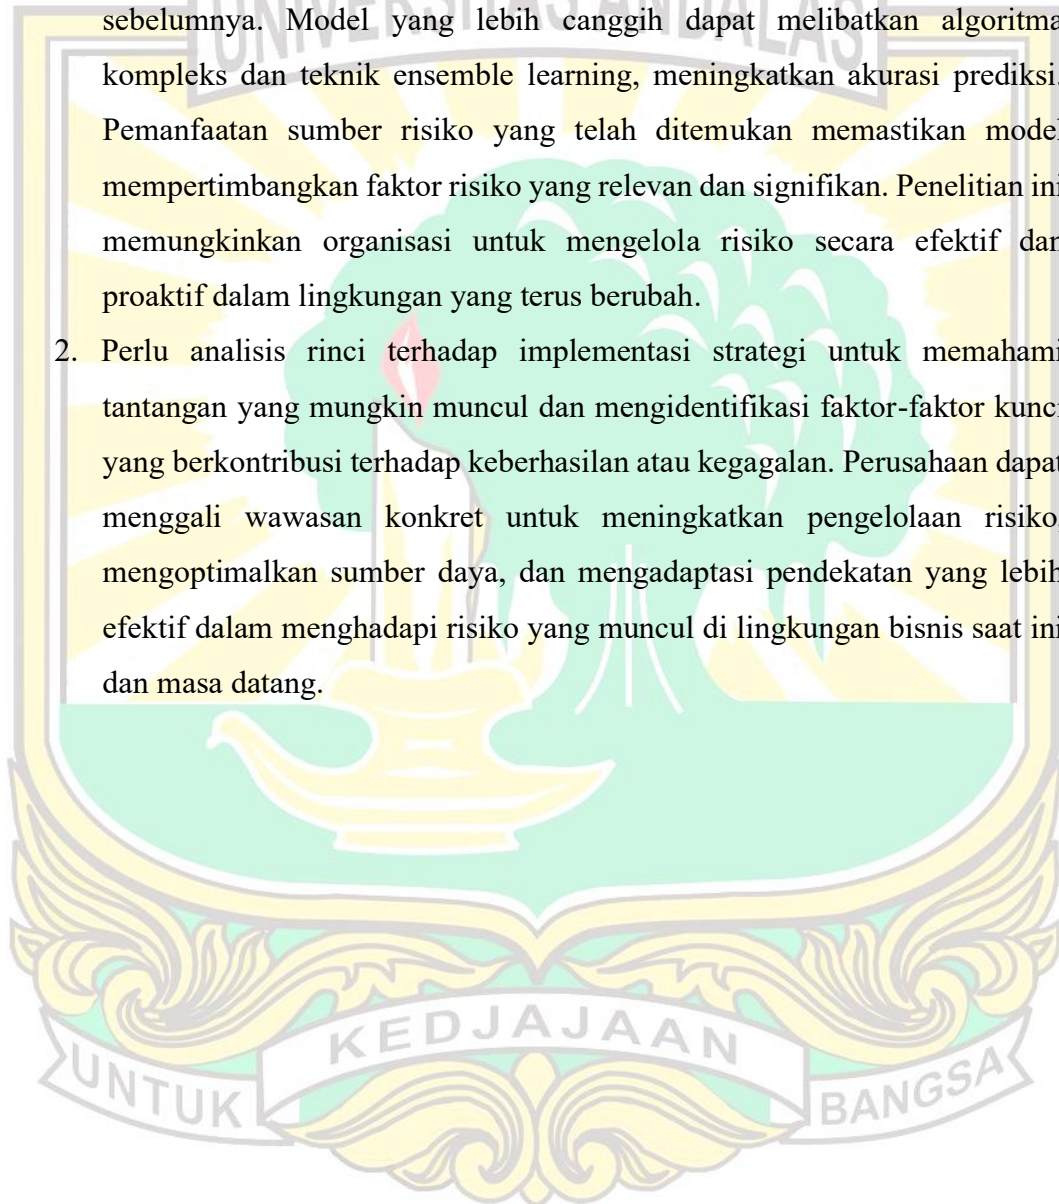 UNIVERSITAS ANDALAS
sebelumnya. Model yang lebih canggih dapat melibatkan algoritma
kompleks dan teknik ensemble learning, meningkatkan akurasi prediksi.
Pemanfaatan sumber risiko yang telah ditemukan memastikan model
mempertimbangkan faktor risiko yang relevan dan signifikan. Penelitian ini
memungkinkan organisasi untuk mengelola risiko secara efektif dan
proaktif dalam lingkungan yang terus berubah.
2. Perlu analisis rinci terhadap implementasi strategi untuk memahami
tantangan yang mungkin muncul dan mengidentifikasi faktor-faktor kunci
yang berkontribusi terhadap keberhasilan atau kegagalan. Perusahaan dapat
menggali wawasan konkret untuk meningkatkan pengelolaan risiko,
mengoptimalkan sumber daya, dan mengadaptasi pendekatan yang lebih
efektif dalam menghadapi risiko yang muncul di lingkungan bisnis saat ini
dan masa datang.
UNTUK KEDJAJAAN BANGSA